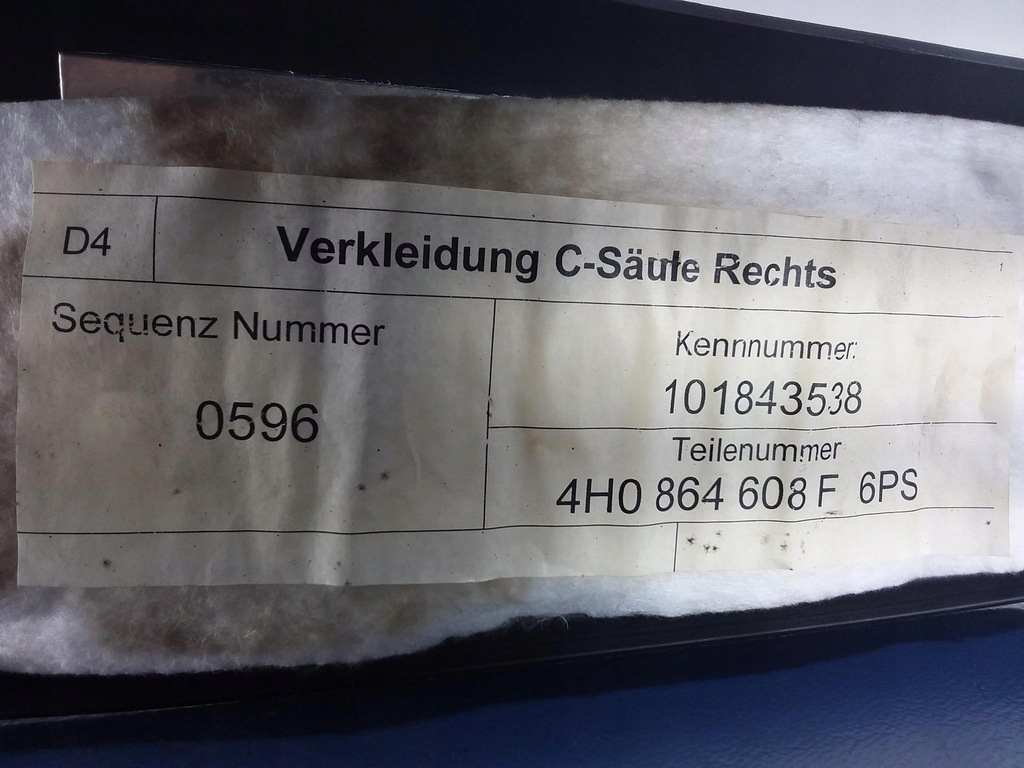 D4
Verkleidung C-Säule Rechts
Sequenz Nummer
0596
Kennnummer:
101843538
Teilenummer
4H0 864 608 F 6PS